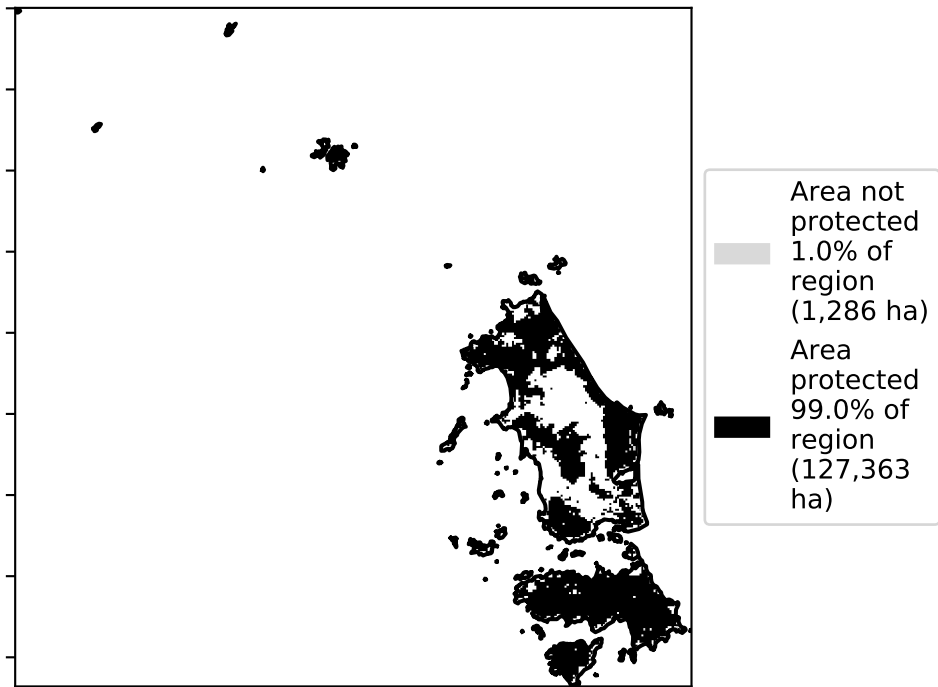 Area not
protected
1.0% of
region
(1,286 ha)
Area
protected
99.0% of
region
(127,363
ha)